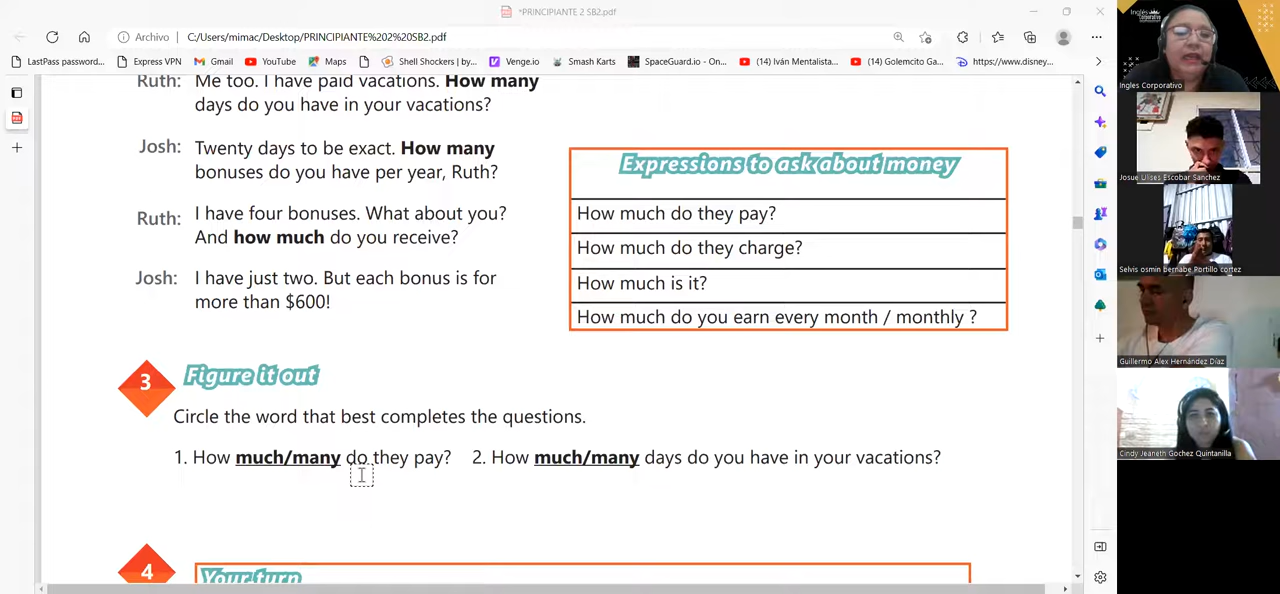 *PRINCIPIANTE 2 SB2.pdf
Archivo | C:/Users/mimac/Desktop/PRINCIPIANTE%202%20SB2.pdf
LastPass password...
Express VPN
Gmail
YouTube
Maps
Shell Shockers | by...
Venge.io
Smash Karts
SpaceGuard.io - On...
(14) Iván Mentalista...
(14) Golemcito Ga...
https://www.disney...
Ruth: Me too. I have paid vacations. How many
days do you have in your vacations?
Josh: Twenty days to be exact. How many
bonuses do you have per year, Ruth?
Ruth: I have four bonuses. What about you?
And how much do you receive?
Josh: I have just two. But each bonus is for
more than $600!
Expressions to ask about money
How much do they pay?
How much do they charge?
How much is it?
How much do you earn every month / monthly ?
3 Figure it out
Circle the word that best completes the questions.
1. How much/many do they pay? 2. How much/many days do you have in your vacations?
4 Your turn
Inglés
Corporativo
Ingles Corporativo
Josue Ulises Escobar Sanchez
Selvis osmin bernabe Portillo cortez
Guillermo Alex Hernández Díaz
Cindy Jeaneth Gochez Quintanilla